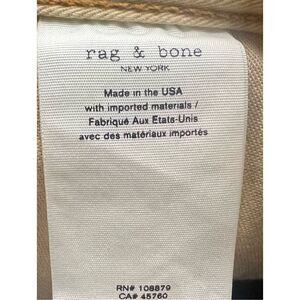 rag & bone
NEW YORK
Made in the USA
with imported materials /
Fabriqué Aux États-Unis
avec des matériaux importés
RN# 108879
CA# 45760